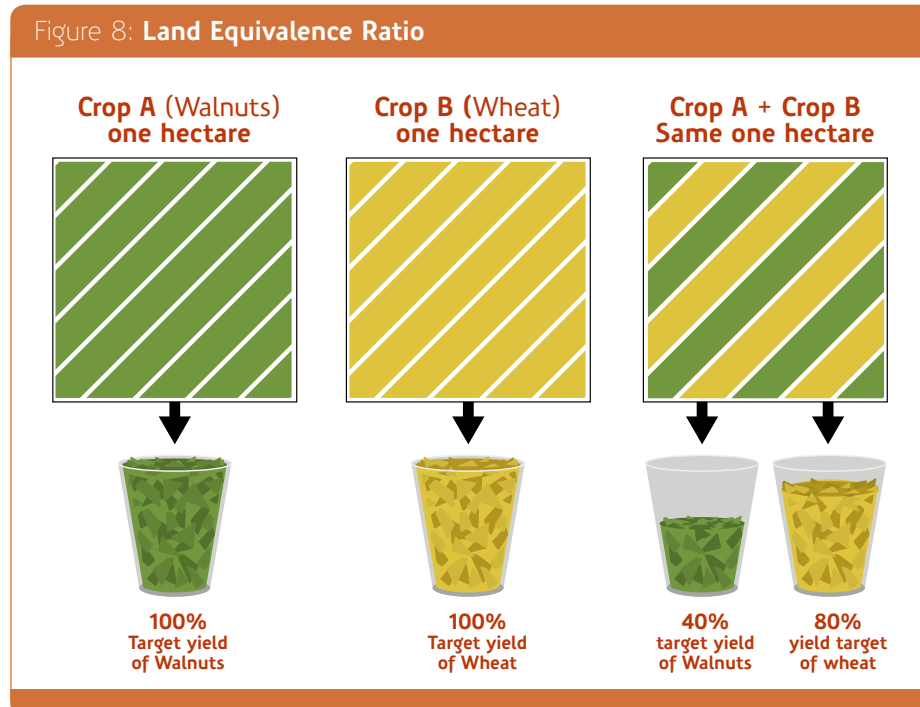 Figure 8: Land Equivalence Ratio
Crop A (Walnuts)
one hectare
Crop B (Wheat)
one hectare
Crop A + Crop B
Same one hectare
100%
Target yield
of Walnuts
100%
Target yield
of Wheat
40%
target yield
of Walnuts
80%
yield target
of wheat